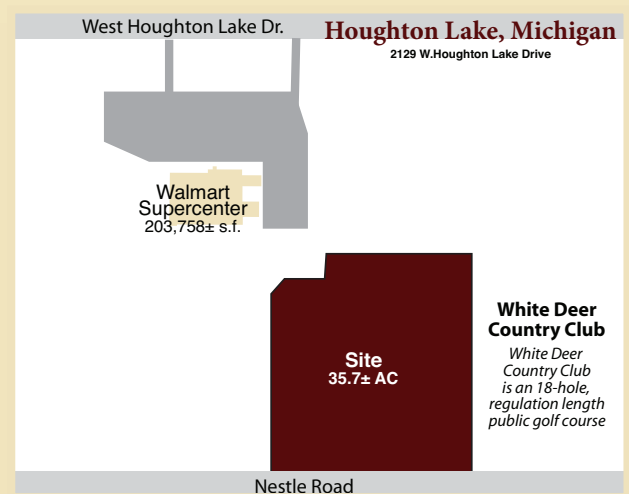 West Houghton Lake Dr.
Houghton Lake, Michigan
2129 W.Houghton Lake Drive
Walmart
Supercenter
203,758± s.f.
Site
35.7± AC
White Deer
Country Club
White Deer
Country Club
is an 18-hole,
regulation length
public golf course
Nestle Road